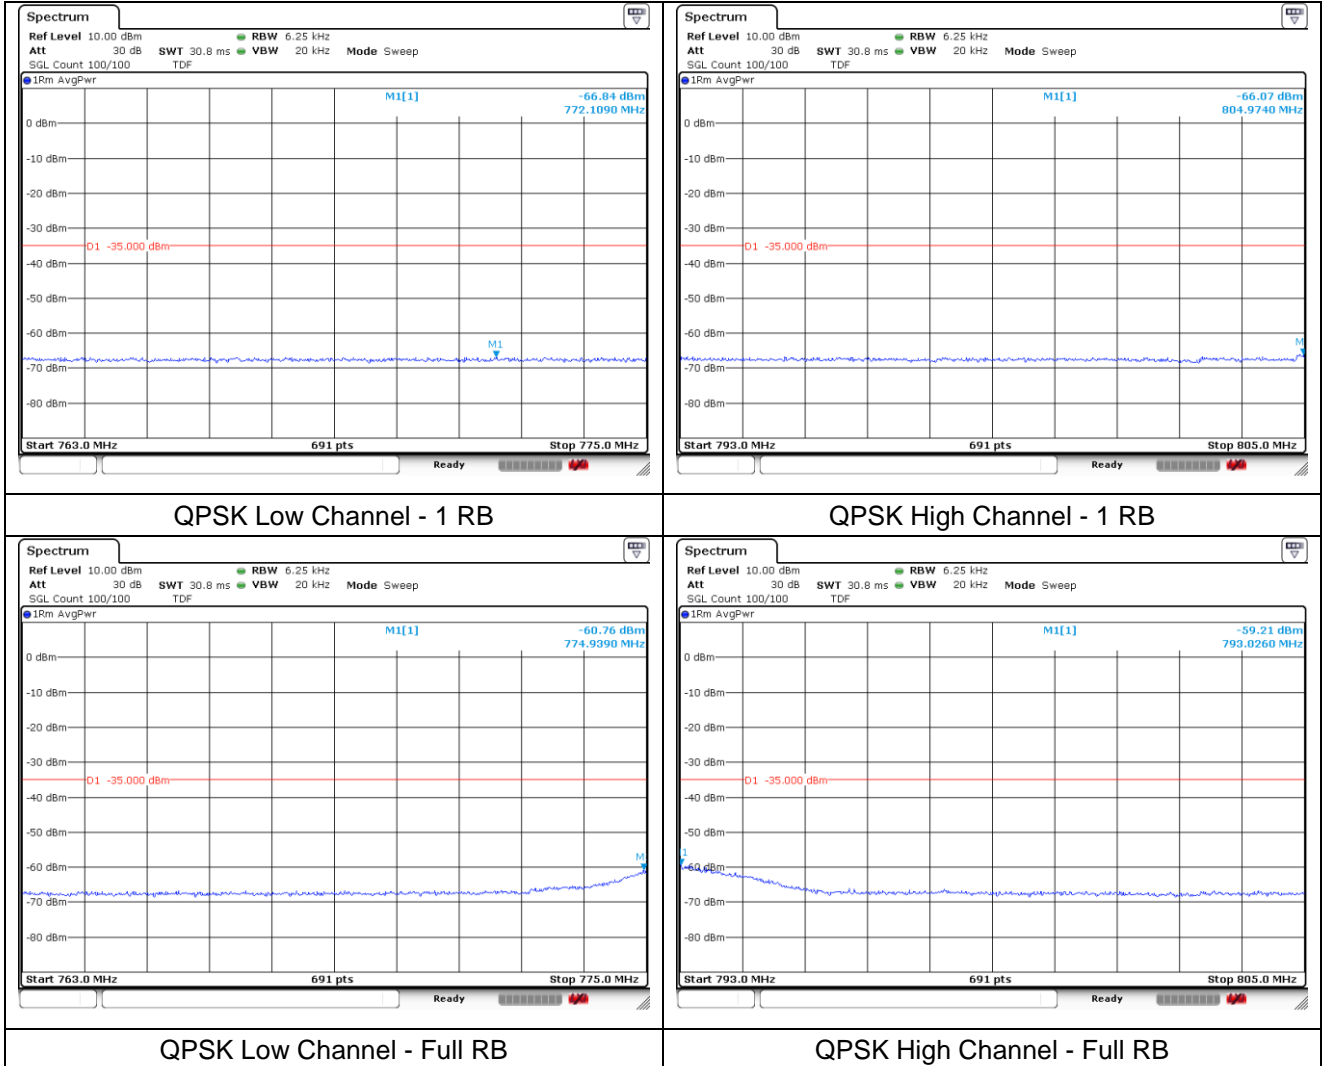 Spectrum
Ref Level 10.00 dBm RBW 6.25 kHz
Att 30 dB SWT 30.8 ms VBW 20 kHz Mode Sweep
SGL Count 100/100 TDF
1Rm AvgPwr
M1[1] -66.84 dBm
772.1090 MHz
0 dBm
-10 dBm
-20 dBm
-30 dBm
D1 -35.000 dBm
-40 dBm
-50 dBm
-60 dBm
M1
-70 dBm
-80 dBm
Start 763.0 MHz 691 pts Stop 775.0 MHz
Ready
QPSK Low Channel - 1 RB
Spectrum
Ref Level 10.00 dBm RBW 6.25 kHz
Att 30 dB SWT 30.8 ms VBW 20 kHz Mode Sweep
SGL Count 100/100 TDF
1Rm AvgPwr
M1[1] -66.07 dBm
804.9740 MHz
0 dBm
-10 dBm
-20 dBm
-30 dBm
D1 -35.000 dBm
-40 dBm
-50 dBm
-60 dBm
M
-70 dBm
-80 dBm
Start 793.0 MHz 691 pts Stop 805.0 MHz
Ready
QPSK High Channel - 1 RB
Spectrum
Ref Level 10.00 dBm RBW 6.25 kHz
Att 30 dB SWT 30.8 ms VBW 20 kHz Mode Sweep
SGL Count 100/100 TDF
1Rm AvgPwr
M1[1] -60.76 dBm
774.9390 MHz
0 dBm
-10 dBm
-20 dBm
-30 dBm
D1 -35.000 dBm
-40 dBm
-50 dBm
M
-60 dBm
-70 dBm
-80 dBm
Start 763.0 MHz 691 pts Stop 775.0 MHz
Ready
QPSK Low Channel - Full RB
Spectrum
Ref Level 10.00 dBm RBW 6.25 kHz
Att 30 dB SWT 30.8 ms VBW 20 kHz Mode Sweep
SGL Count 100/100 TDF
1Rm AvgPwr
M1[1] -59.21 dBm
793.0260 MHz
0 dBm
-10 dBm
-20 dBm
-30 dBm
D1 -35.000 dBm
-40 dBm
-50 dBm
1
-60 dBm
-70 dBm
-80 dBm
Start 793.0 MHz 691 pts Stop 805.0 MHz
Ready
QPSK High Channel - Full RB